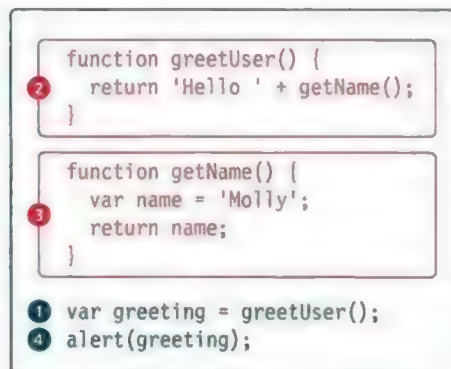 function greetUser() {
2 return 'Hello ' + getName();
}
function getName() {
var name = 'Molly';
3 return name;
}
1 var greeting = greetUser();
4 alert(greeting);